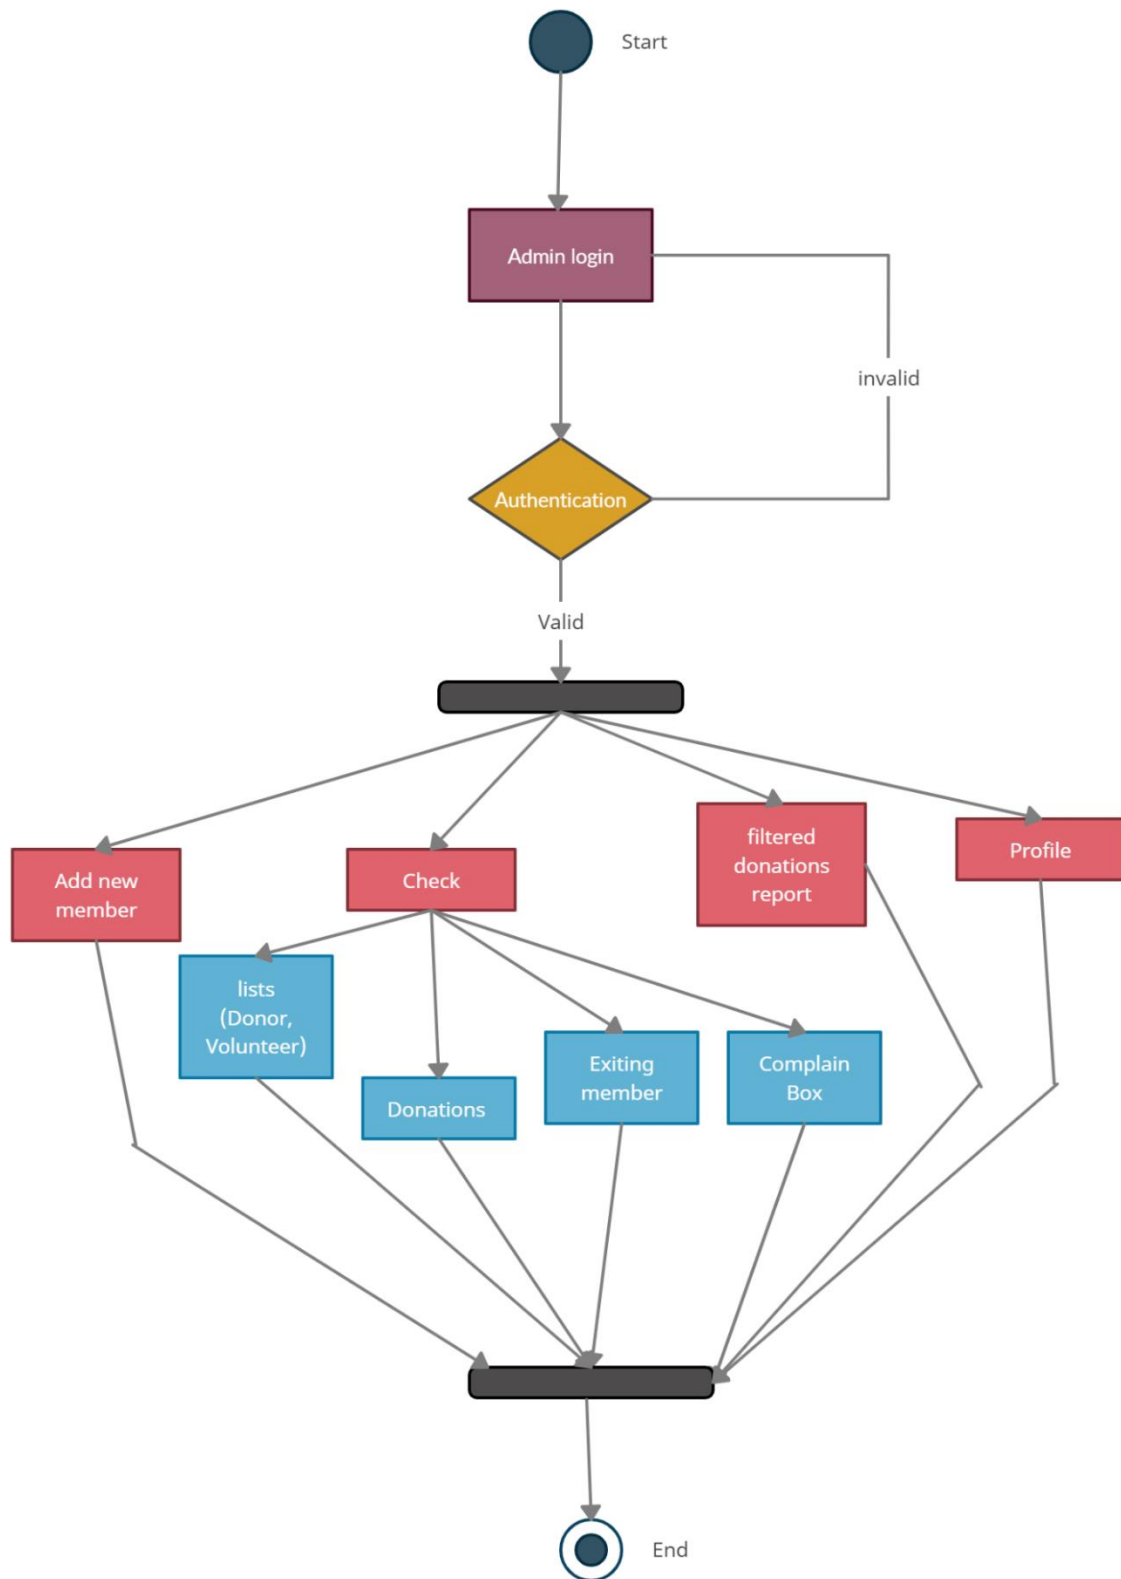 Start
Admin login
invalid
Authentication
Valid
Add new
member
Check
filtered
donations
report
Profile
lists
(Donor,
Volunteer)
Donations
Exiting
member
Complain
Box
End